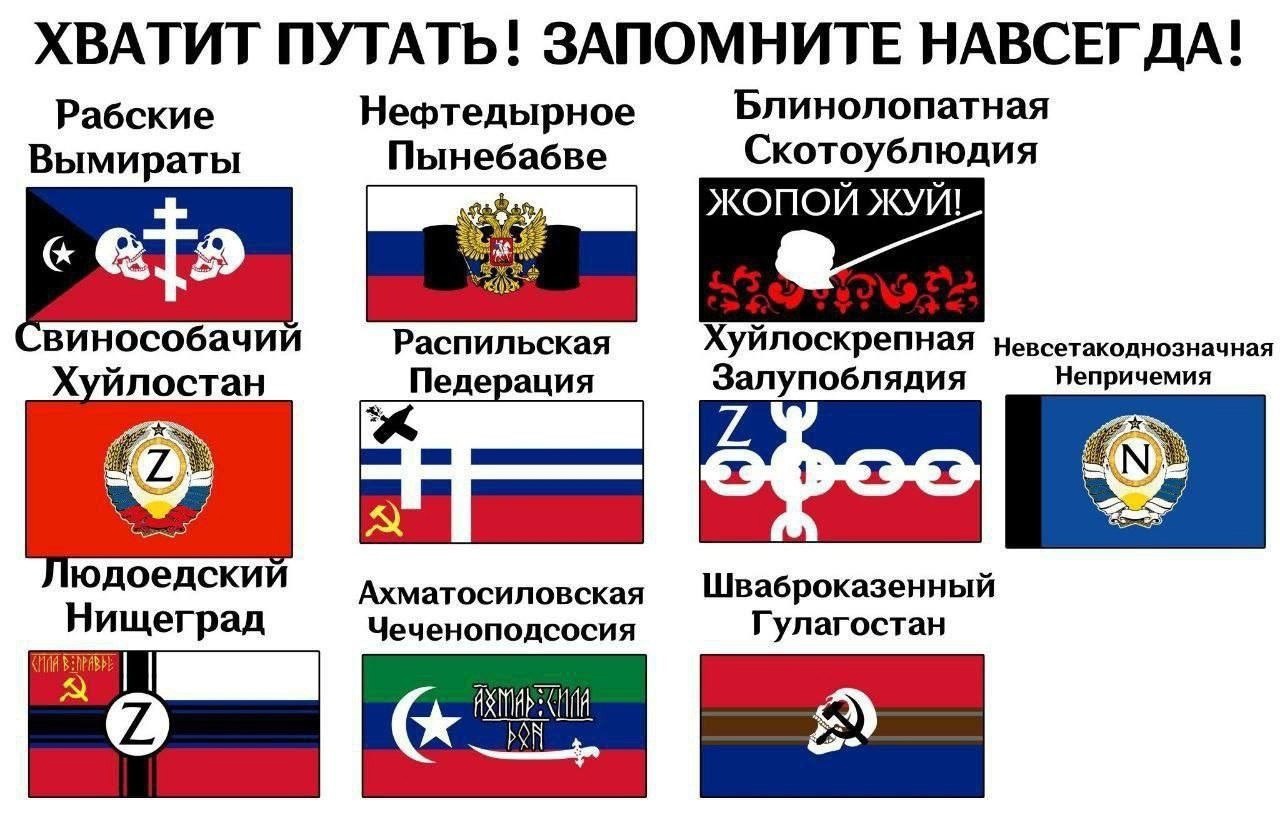 ХВАТИТ ПУТАТЬ! ЗАПОМНИТЕ НАВСЕГДА!
Рабские
Вымираты
Нефтедырное
Пынебабве
Блинолопатная
Скотоублюдия
ЖОПОЙ ЖУЙ!
Свинособачий
Хуйлостан
Z
Распильская
Педерация
Хуйлоскрепная
Залупоблядия
Z
Невсетакоднозначная
Непричемия
N
Людоедский
Нищеград
СИЛА В ПРАВДЕ
Z
Ахматосиловская
Чеченоподсосия
АХМАТ СИЛА
ДОН
Шваброказенный
Гулагостан